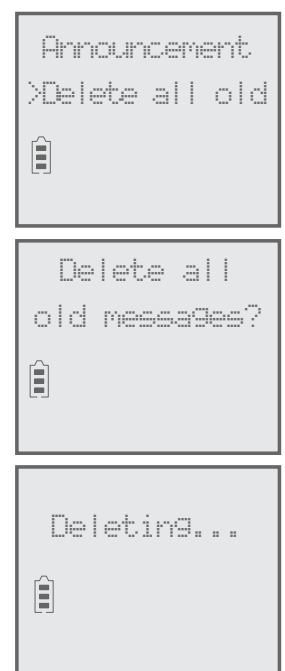 Announcement
>Delete all old
Delete all
old messages?
Deleting...